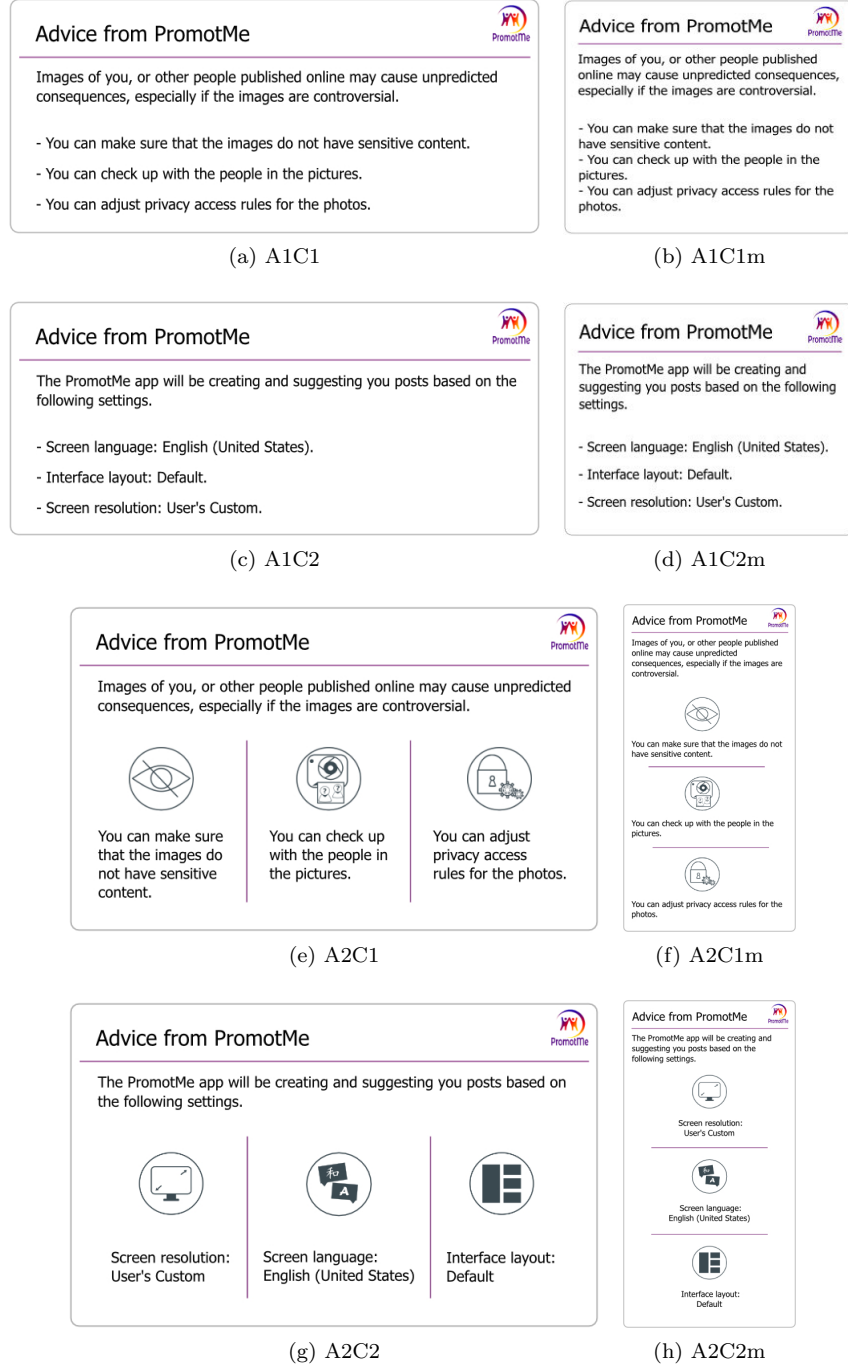 Advice from PromotMe
PromotMe
Images of you, or other people published online may cause unpredicted
consequences, especially if the images are controversial.
- You can make sure that the images do not have sensitive content.
- You can check up with the people in the pictures.
- You can adjust privacy access rules for the photos.
(a) A1C1
Advice from PromotMe
PromotMe
Images of you, or other people published
online may cause unpredicted consequences,
especially if the images are controversial.
- You can make sure that the images do not
have sensitive content.
- You can check up with the people in the
pictures.
- You can adjust privacy access rules for the
photos.
(b) A1C1m
Advice from PromotMe
PromotMe
The PromotMe app will be creating and suggesting you posts based on the
following settings.
- Screen language: English (United States).
- Interface layout: Default.
- Screen resolution: User's Custom.
(c) A1C2
Advice from PromotMe
PromotMe
The PromotMe app will be creating and
suggesting you posts based on the following
settings.
- Screen language: English (United States).
- Interface layout: Default.
- Screen resolution: User's Custom.
(d) A1C2m
Advice from PromotMe
PromotMe
Images of you, or other people published online may cause unpredicted
consequences, especially if the images are controversial.
You can make sure
that the images do
not have sensitive
content.
You can check up
with the people in
the pictures.
You can adjust
privacy access
rules for the photos.
(e) A2C1
Advice from PromotMe
PromotMe
Images of you, or other people published
online may cause unpredicted
consequences, especially if the images are
controversial.
You can make sure that the images do not
have sensitive content.
You can check up with the people in the
pictures.
You can adjust privacy access rules for the
photos.
(f) A2C1m
Advice from PromotMe
PromotMe
The PromotMe app will be creating and suggesting you posts based on
the following settings.
Screen resolution:
User's Custom
和
A
Screen language:
English (United States)
Interface layout:
Default
(g) A2C2
Advice from PromotMe
PromotMe
The PromotMe app will be creating and
suggesting you posts based on the
following settings.
Screen resolution:
User's Custom
和
A
Screen language:
English (United States)
Interface layout:
Default
(h) A2C2m